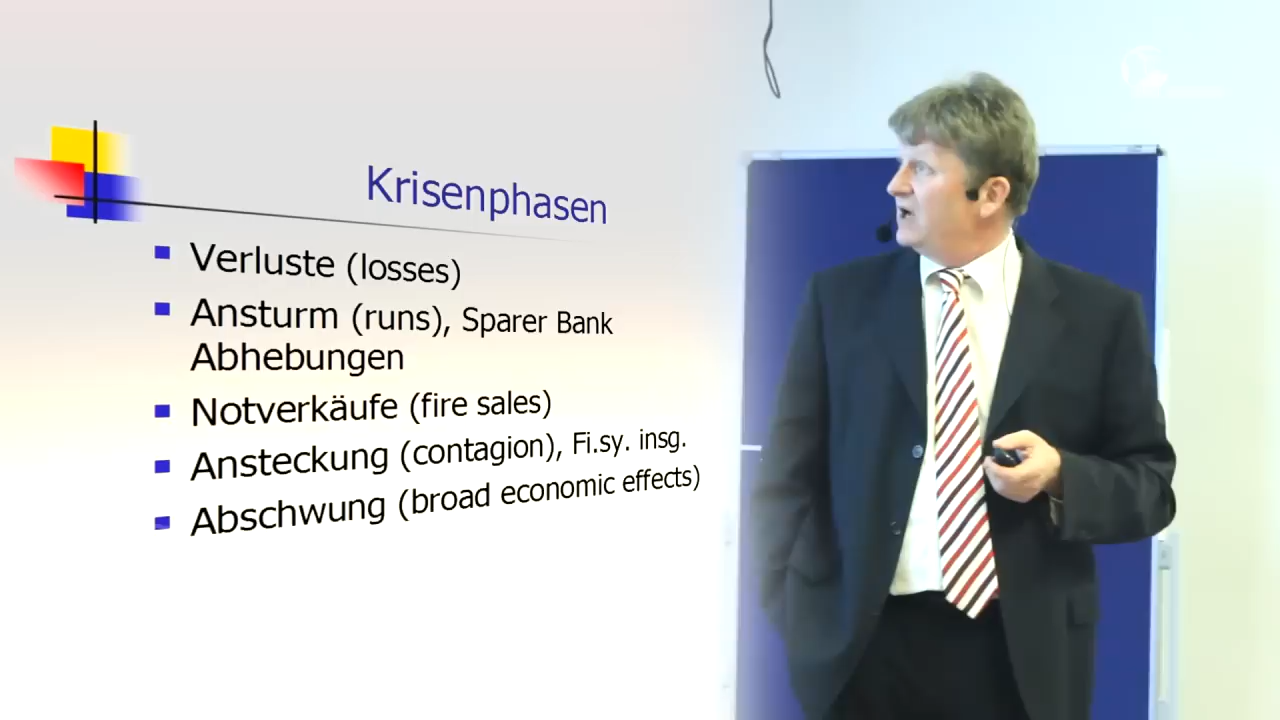 Krisenphasen
Verluste (losses)
Ansturm (runs), Sparer Bank
Abhebungen
Notverkäufe (fire sales)
Ansteckung (contagion), Fi.sy. insg.
Abschwung (broad economic effects)